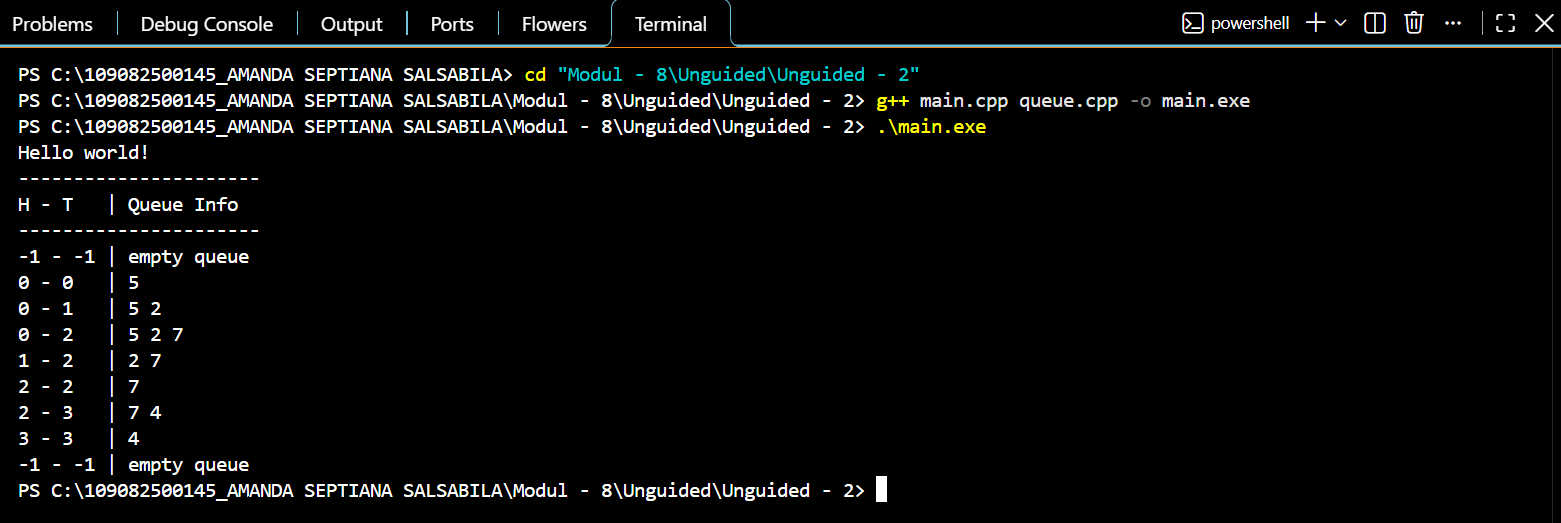 Problems Debug Console Output Ports Flowers Terminal powershell
PS C:\109082500145_AMANDA SEPTIANA SALSABILA> cd "Modul - 8\Unguided\Unguided - 2"
PS C:\109082500145_AMANDA SEPTIANA SALSABILA\Modul - 8\Unguided\Unguided - 2> g++ main.cpp queue.cpp -o main.exe
PS C:\109082500145_AMANDA SEPTIANA SALSABILA\Modul - 8\Unguided\Unguided - 2> .\main.exe
Hello world!
----------------------
H - T   | Queue Info
----------------------
-1 - -1 | empty queue
0 - 0   | 5
0 - 1   | 5 2
0 - 2   | 5 2 7
1 - 2   | 2 7
2 - 2   | 7
2 - 3   | 7 4
3 - 3   | 4
-1 - -1 | empty queue
PS C:\109082500145_AMANDA SEPTIANA SALSABILA\Modul - 8\Unguided\Unguided - 2>